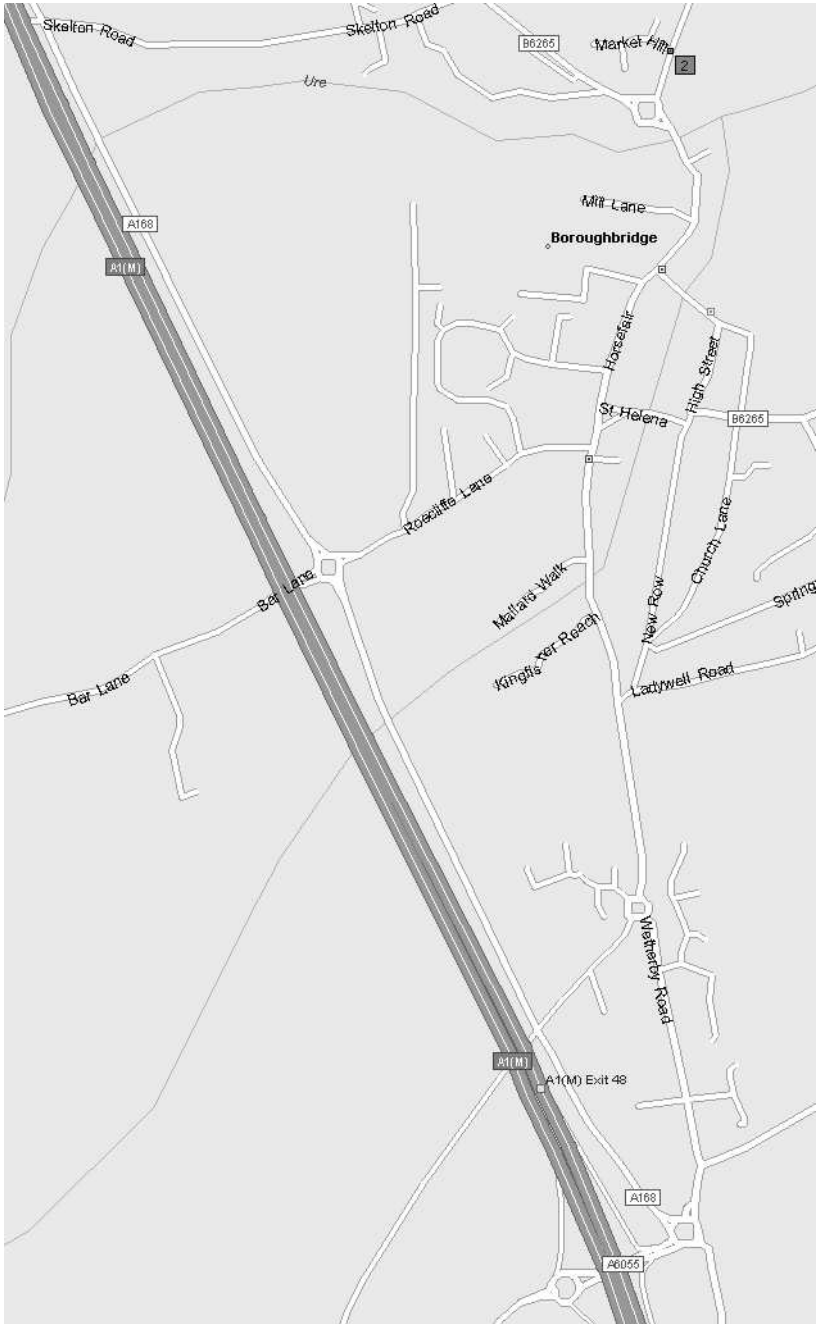 Skelton Road
Skelton Road
B6265
Market Hill
2
Ure
Mill Lane
A168
Boroughbridge
A1(M)
Horsefair
High Street
St Helena
B6265
Roecliffe Lane
Church Lane
Bar Lane
Mallard Walk
New Row
Spring
Kingfis er Reach
Ladywell Road
Bar Lane
Wetherby Road
A1(M)
A1(M) Exit 48
A168
A6055